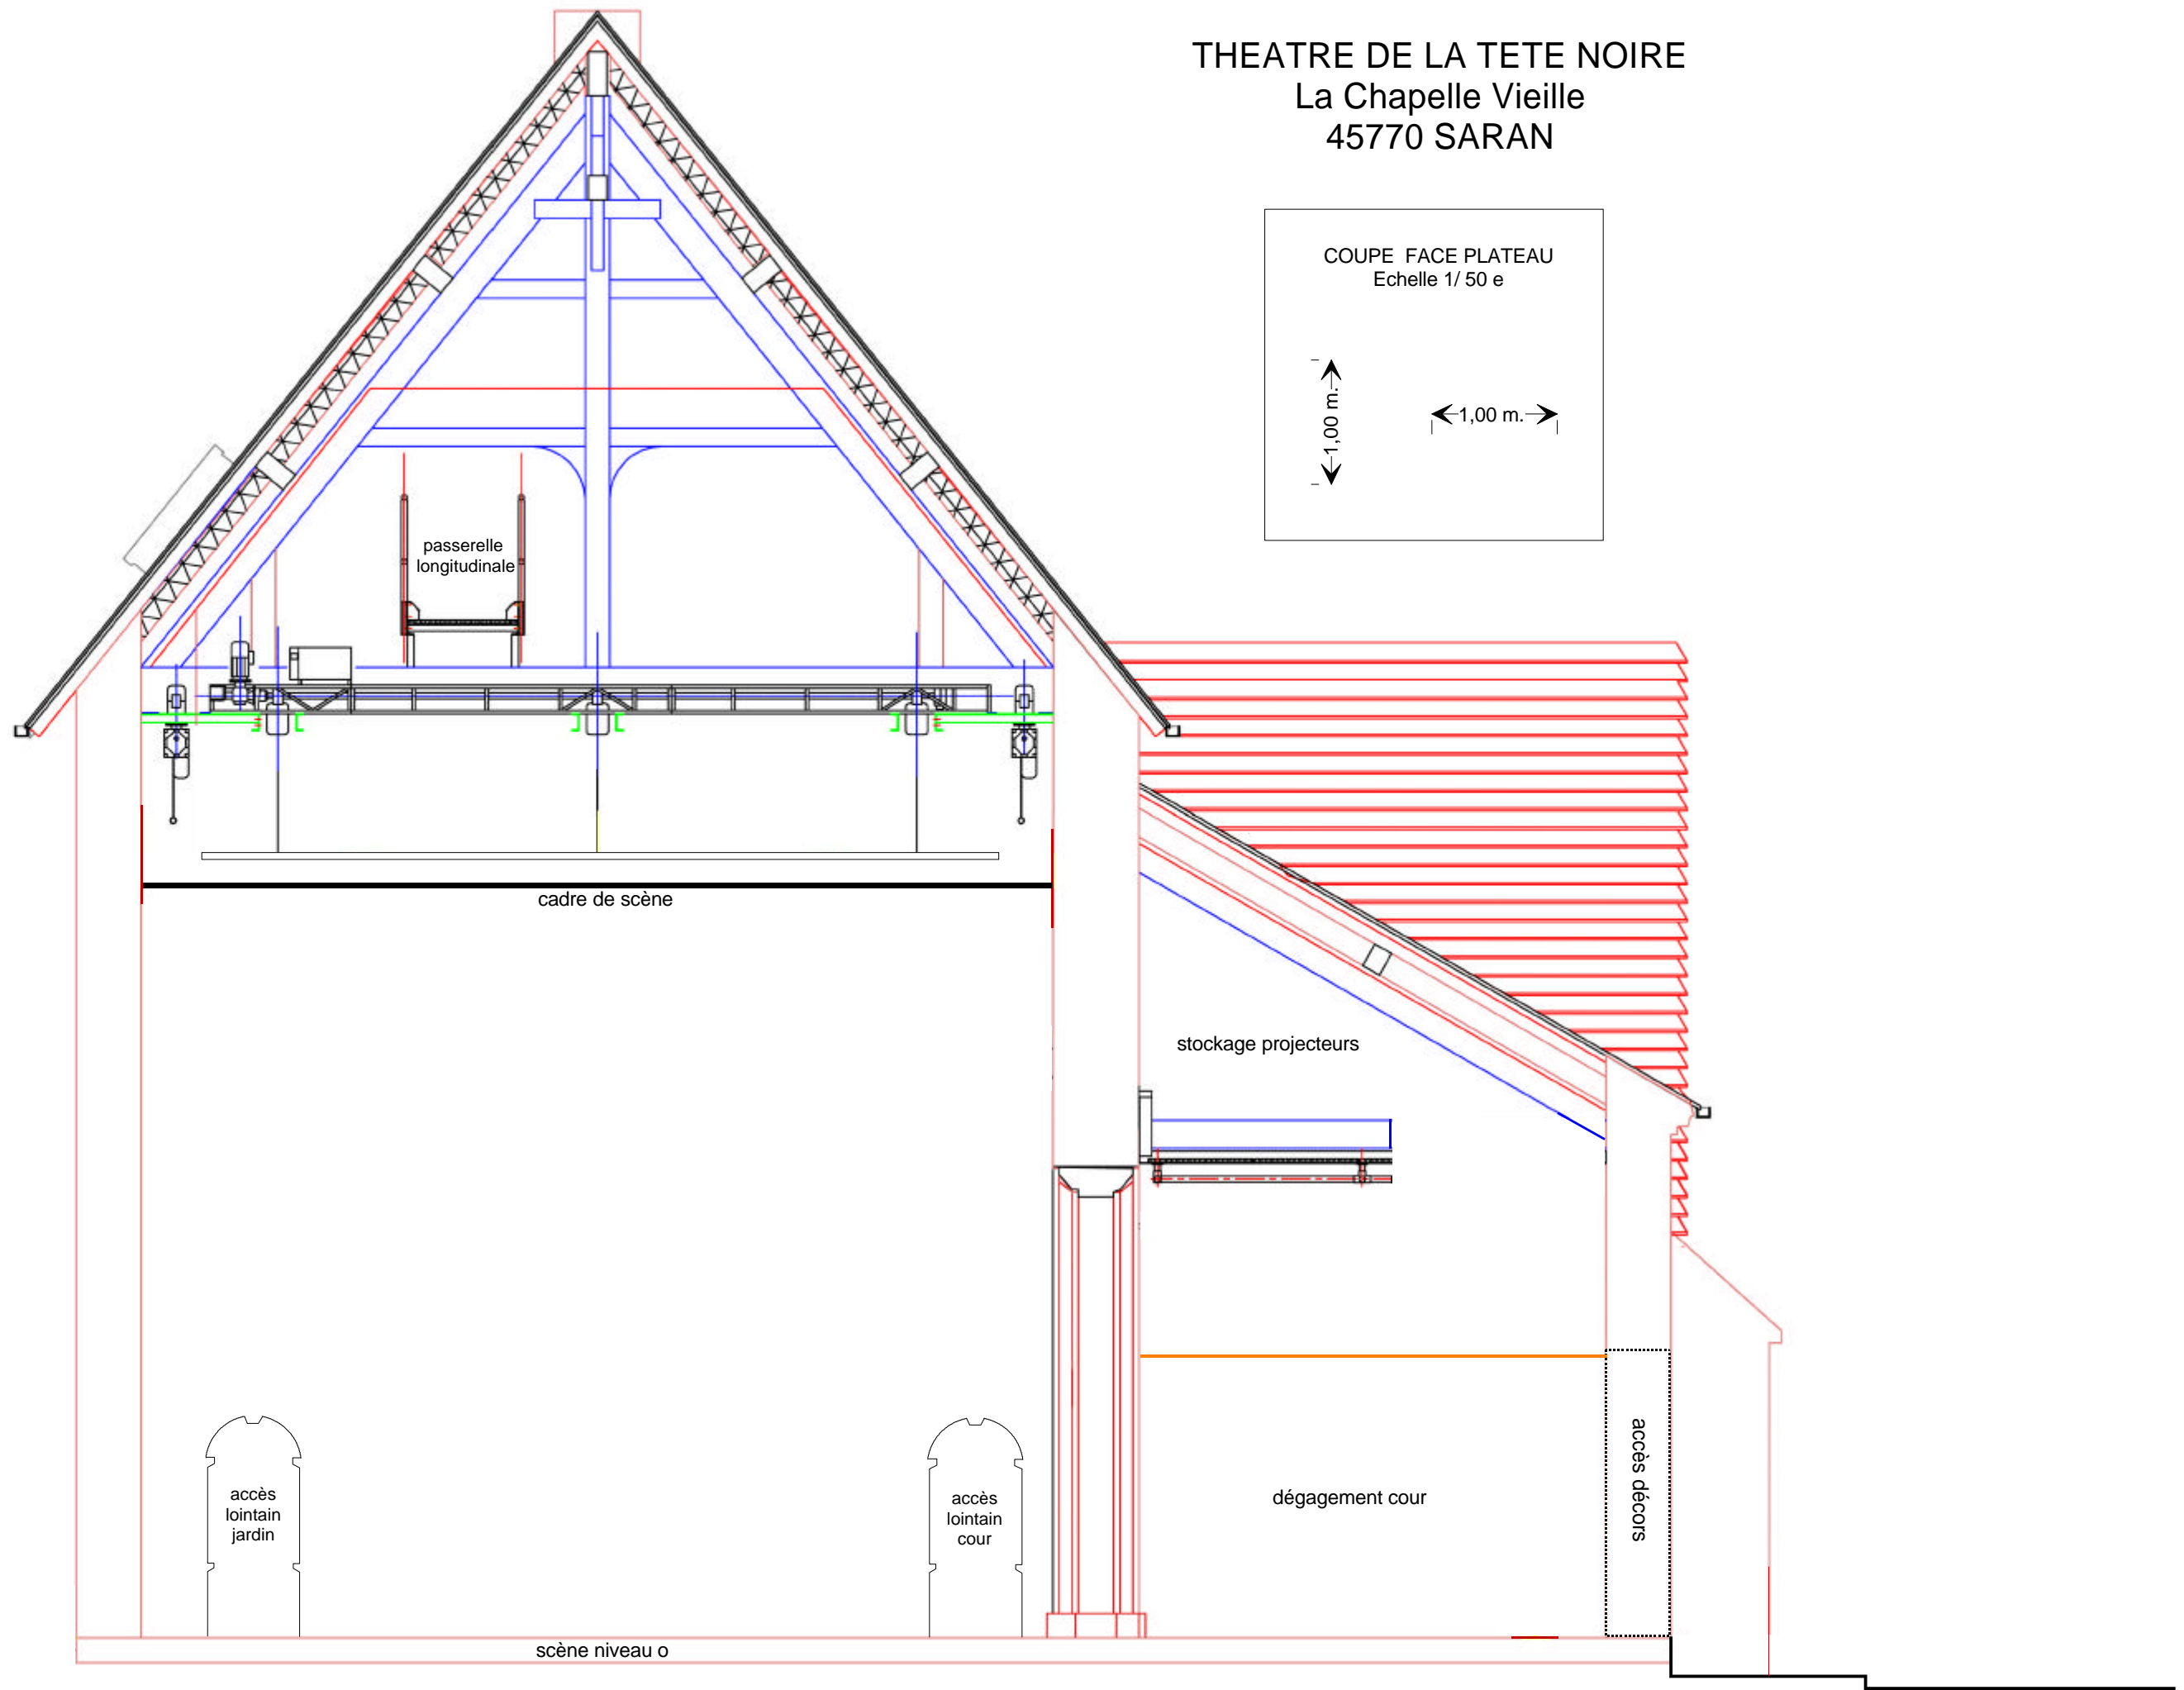 THEATRE DE LA TETE NOIRE
La Chapelle Vieille
45770 SARAN
COUPE FACE PLATEAU
Echelle 1/ 50 e
1,00 m.
1,00 m.
passerelle
longitudinale
cadre de scène
stockage projecteurs
accès
lointain
jardin
accès
lointain
cour
dégagement cour
accès décors
scène niveau o